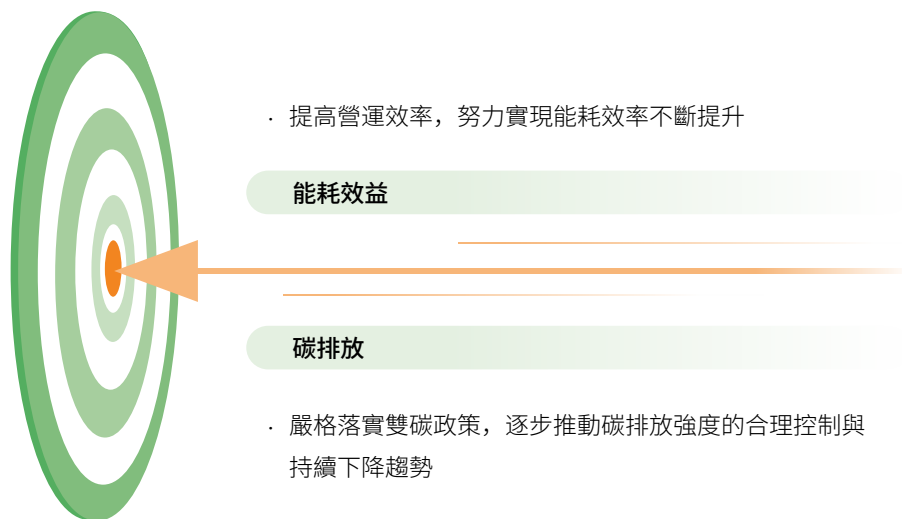 · 提高營運效率，努力實現能耗效率不斷提升
能耗效益
碳排放
· 嚴格落實雙碳政策，逐步推動碳排放強度的合理控制與
持續下降趨勢